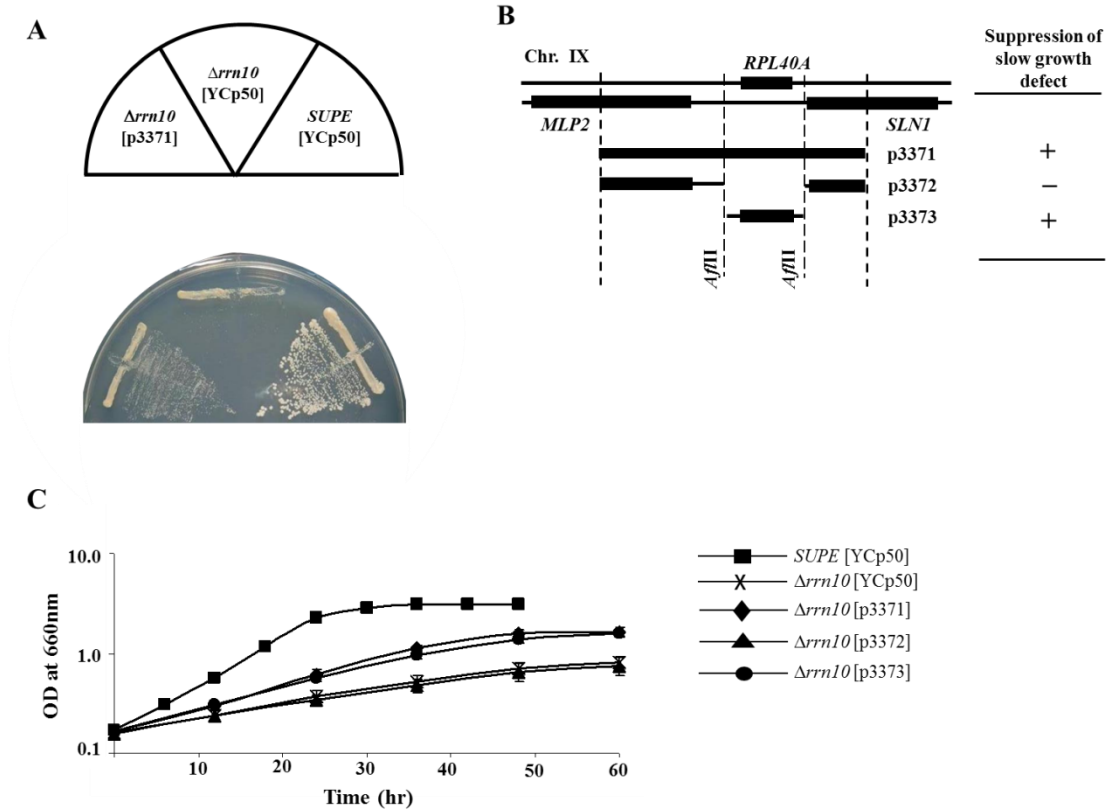 A
Δrrn10
[p3371]
Δrrn10
[YCp50]
SUPE
[YCp50]
B
Chr. IX
RPL40A
MLP2
SLN1
p3371
p3372
p3373
AflII
AflII
Suppression of
slow growth
defect
+
−
+
C
OD at 660nm
10.0
1.0
0.1
10
20
30
40
50
60
Time (hr)
SUPE [YCp50]
Δrrn10 [YCp50]
Δrrn10 [p3371]
Δrrn10 [p3372]
Δrrn10 [p3373]